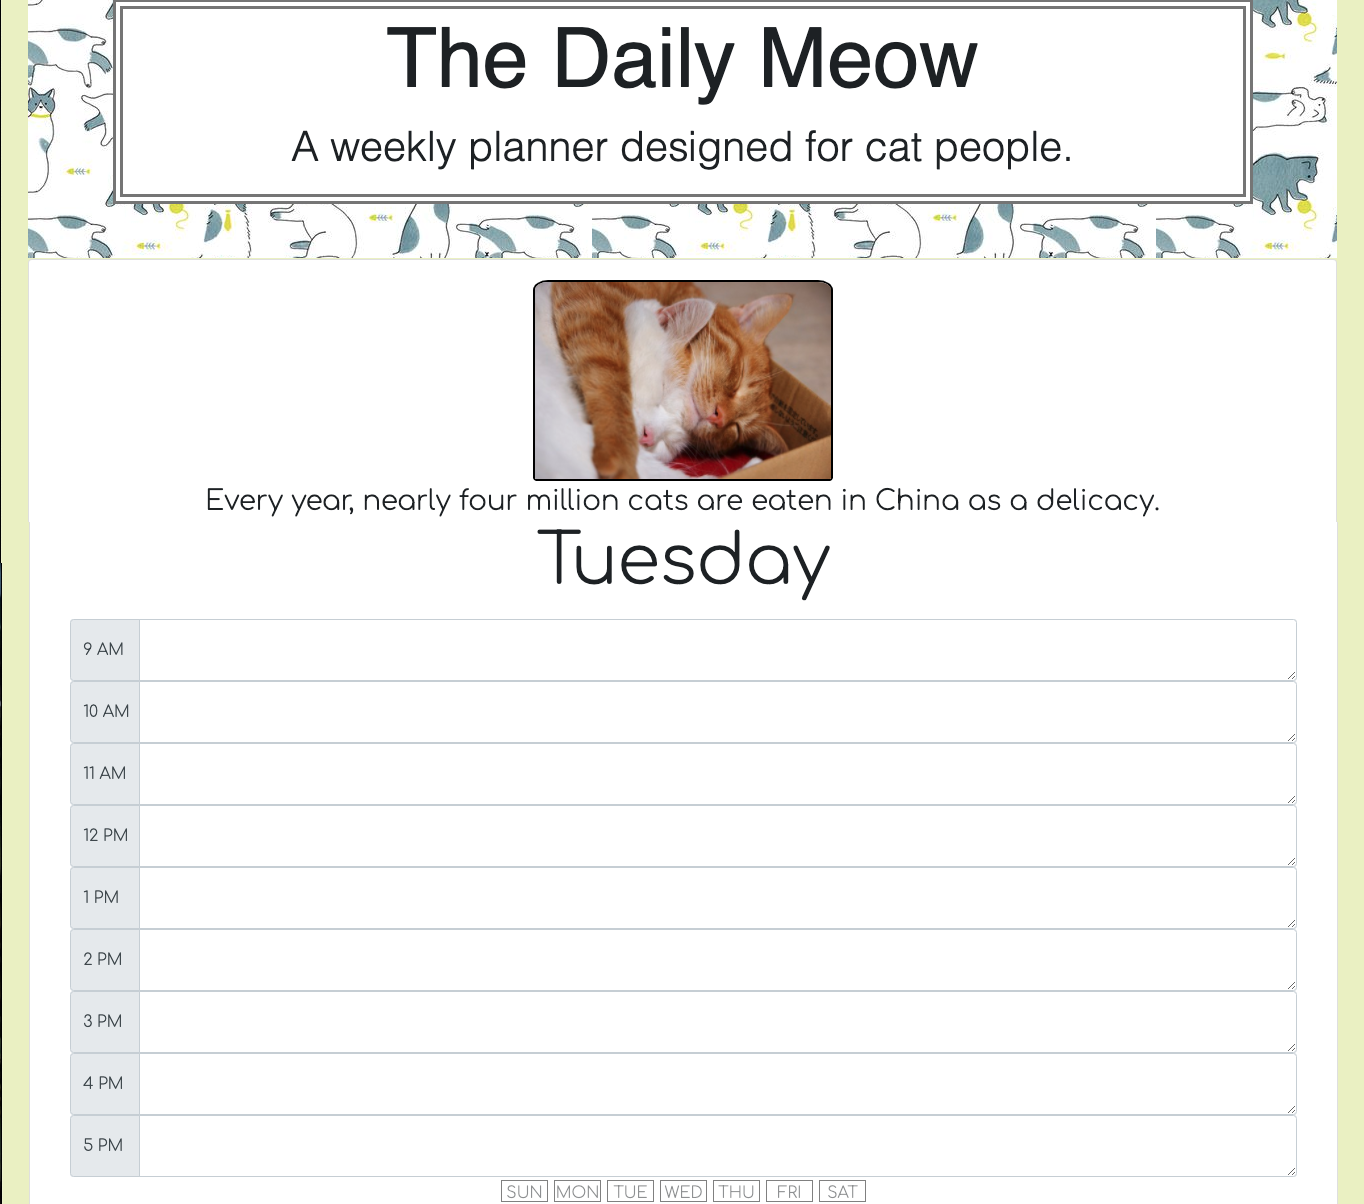 The Daily Meow
A weekly planner designed for cat people.
Every year, nearly four million cats are eaten in China as a delicacy.
Tuesday
9 AM
10 AM
11 AM
12 PM
1 PM
2 PM
3 PM
4 PM
5 PM
SUN MON TUE WED THU FRI SAT